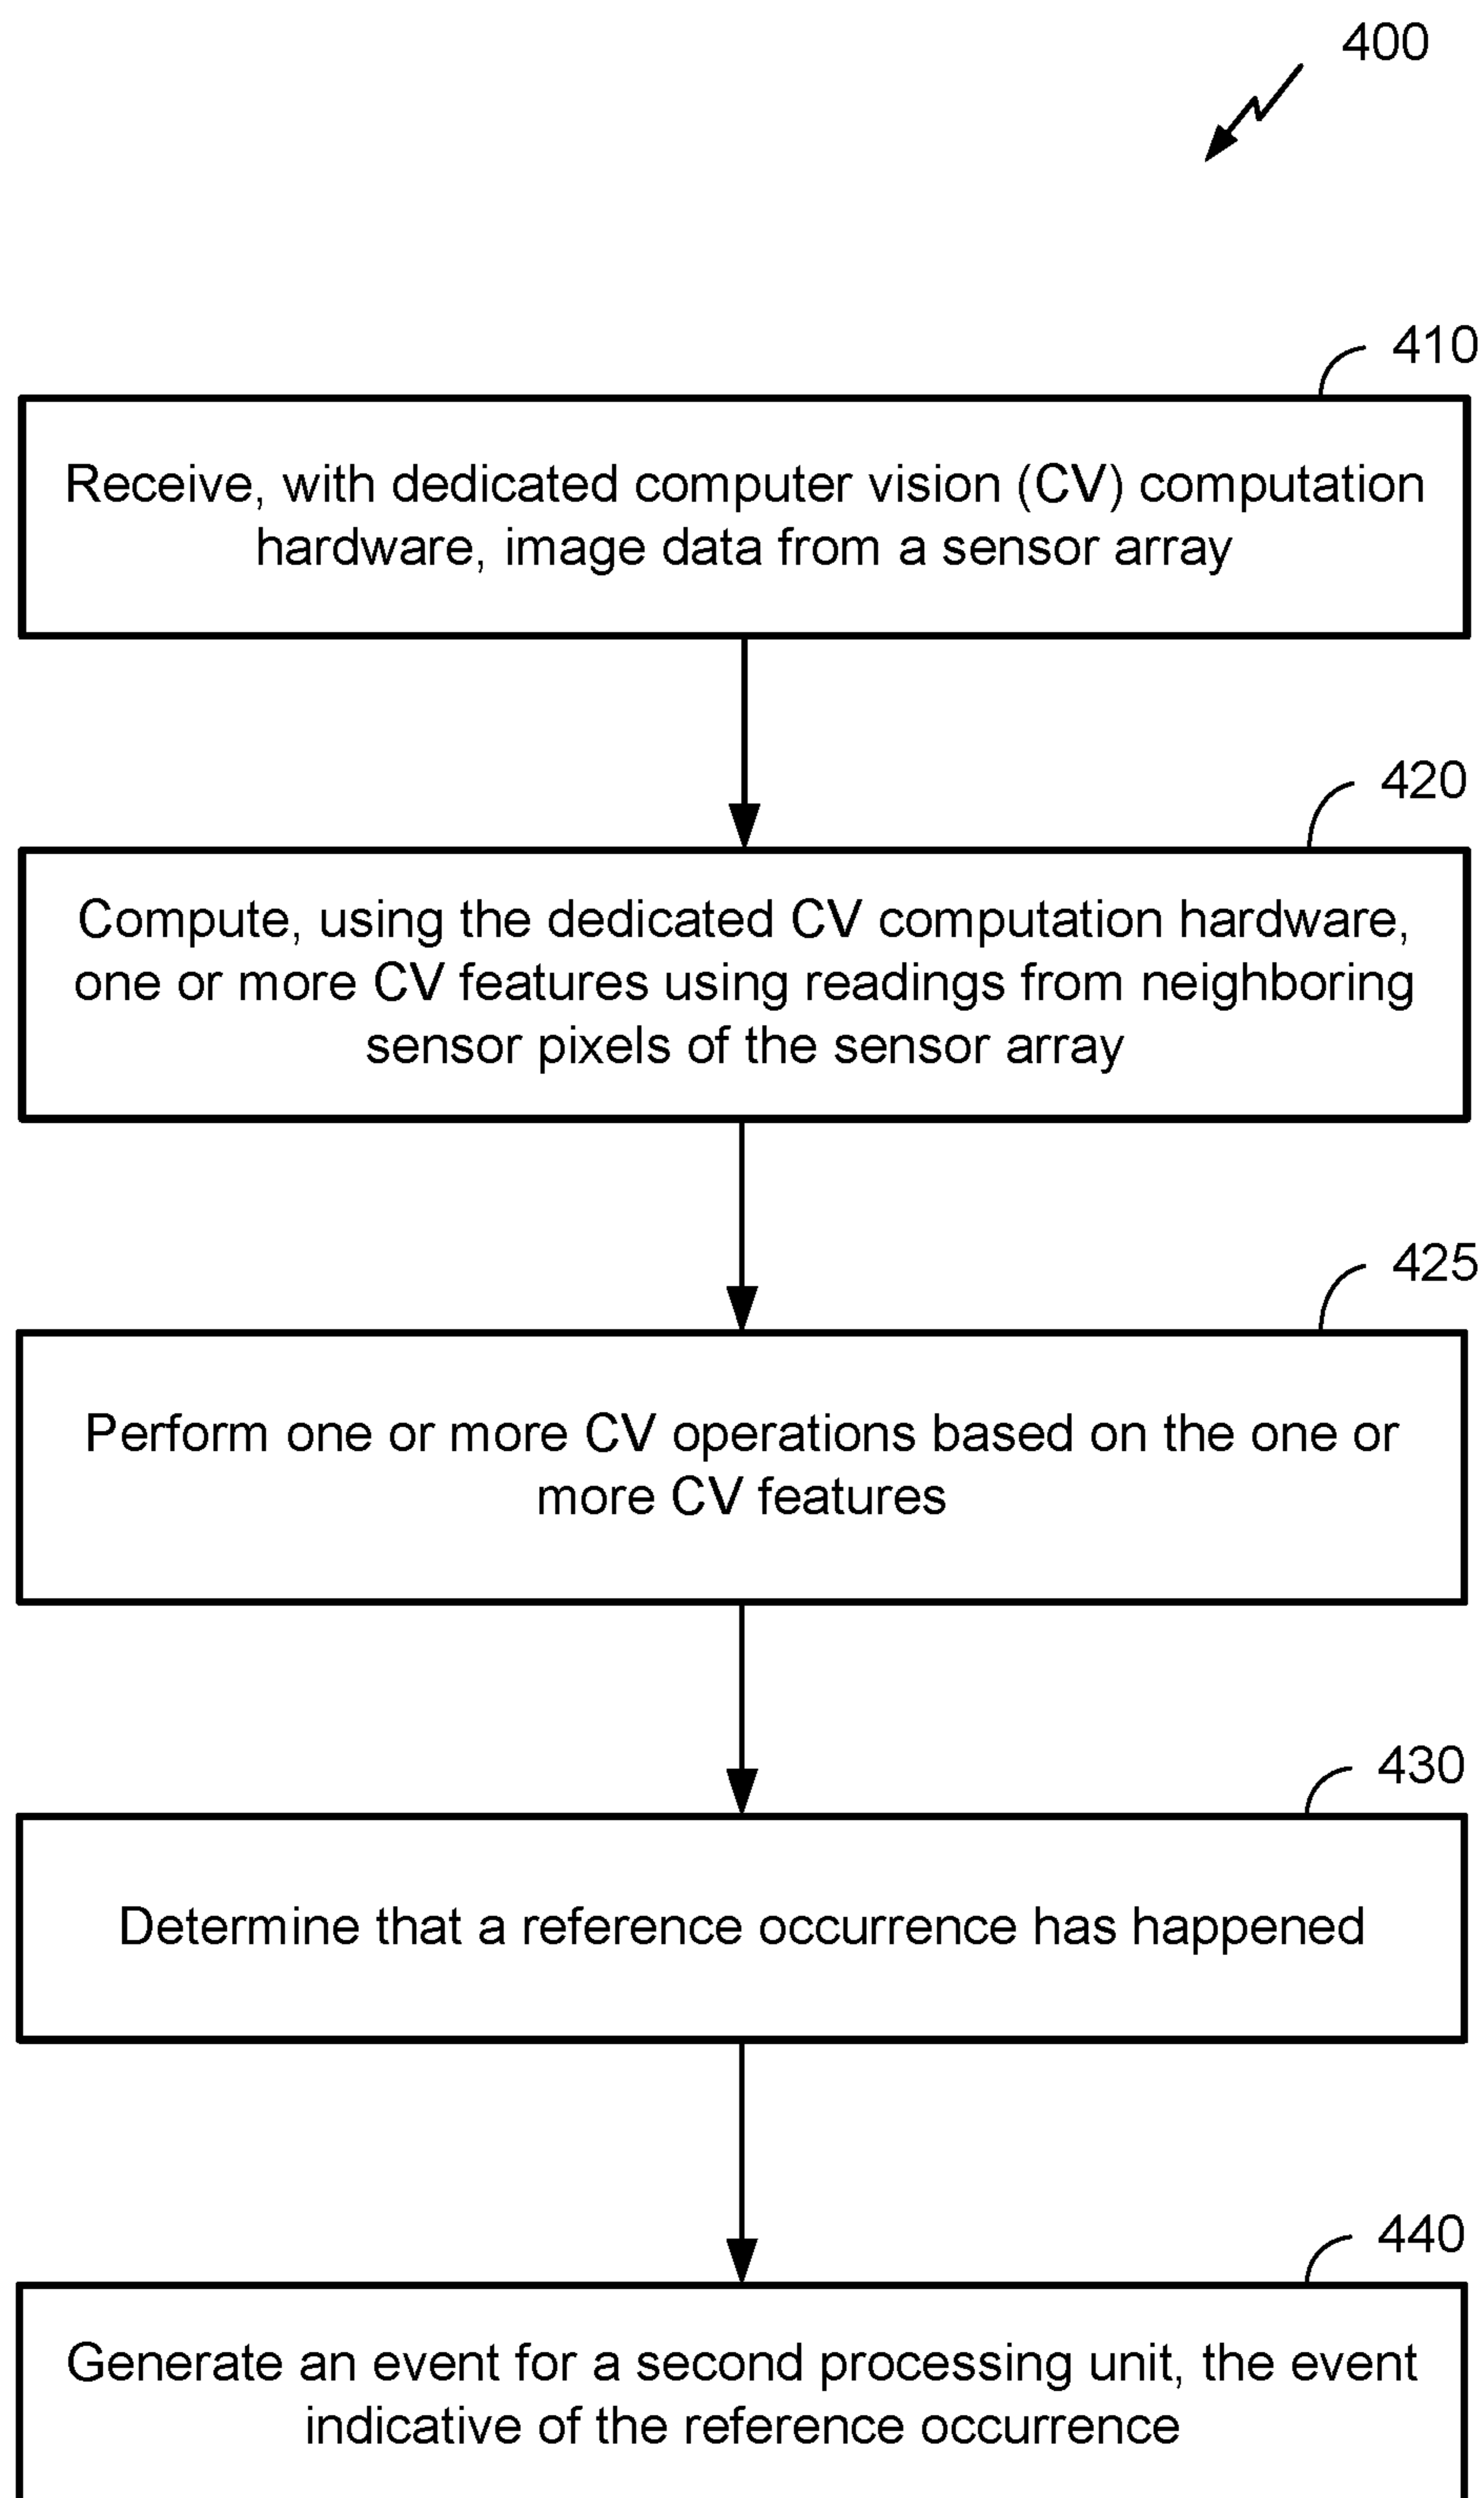 400
410
Receive, with dedicated computer vision (CV) computation
hardware, image data from a sensor array
420
Compute, using the dedicated CV computation hardware,
one or more CV features using readings from neighboring
sensor pixels of the sensor array
425
Perform one or more CV operations based on the one or
more CV features
430
Determine that a reference occurrence has happened
440
Generate an event for a second processing unit, the event
indicative of the reference occurrence